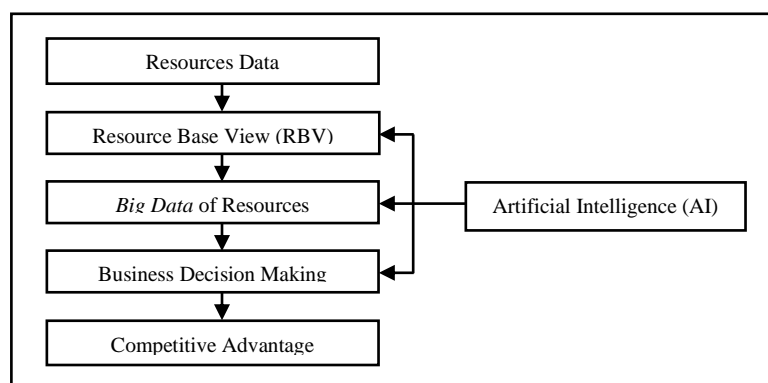 Resources Data
Resource Base View (RBV)
Big Data of Resources
Artificial Intelligence (AI)
Business Decision Making
Competitive Advantage